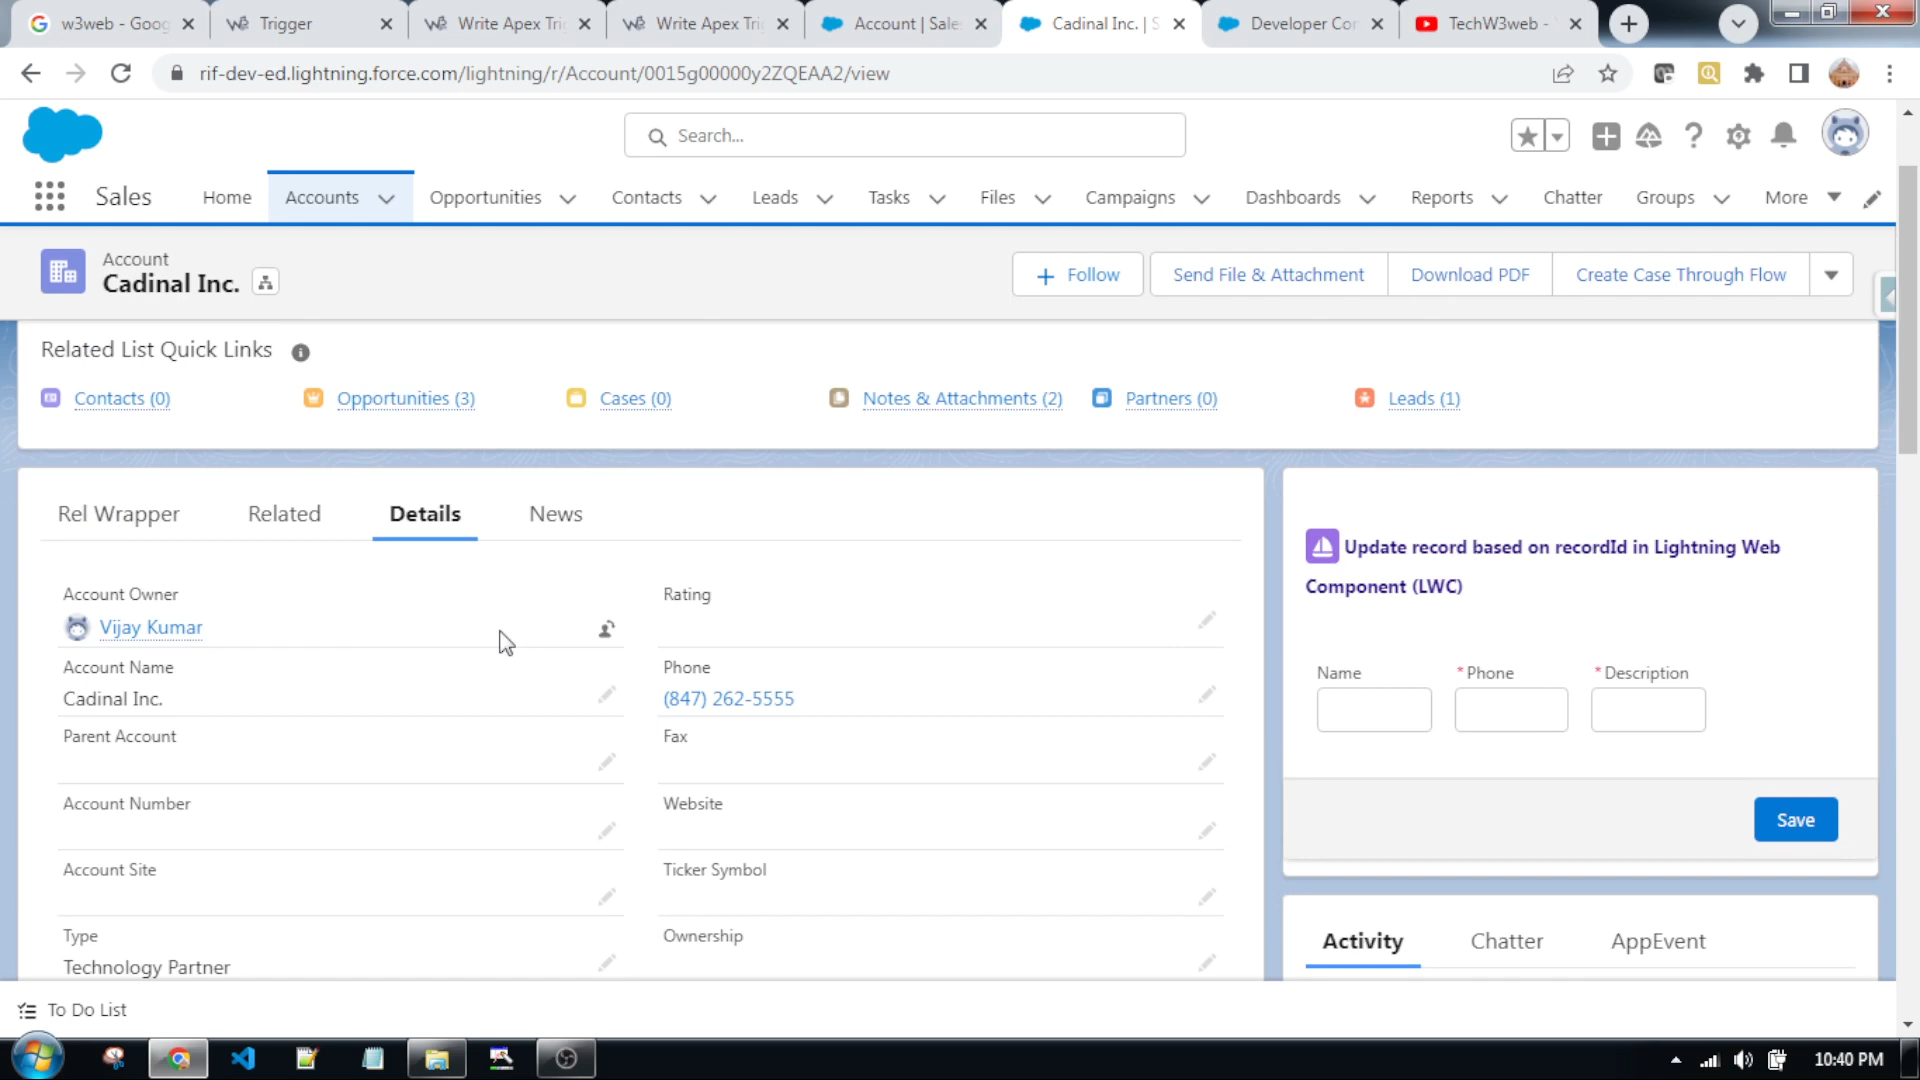 w3web - Goog
Trigger
Write Apex Tri
Write Apex Tri
Account | Sale
Cadinal Inc. | S
Developer Con
TechW3web -
rif-dev-ed.lightning.force.com/lightning/r/Account/0015g00000y2ZQEAA2/view
Search...
Sales
Home
Accounts
Opportunities
Contacts
Leads
Tasks
Files
Campaigns
Dashboards
Reports
Chatter
Groups
More
Account
Cadinal Inc.
Follow
Send File & Attachment
Download PDF
Create Case Through Flow
Related List Quick Links
Contacts (0)
Opportunities (3)
Cases (0)
Notes & Attachments (2)
Partners (0)
Leads (1)
Rel Wrapper
Related
Details
News
Account Owner
Vijay Kumar
Rating
Account Name
Cadinal Inc.
Phone
(847) 262-5555
Parent Account
Fax
Account Number
Website
Account Site
Ticker Symbol
Type
Technology Partner
Ownership
Update record based on recordId in Lightning Web
Component (LWC)
Name
*Phone
*Description
Save
Activity
Chatter
AppEvent
To Do List
10:40 PM